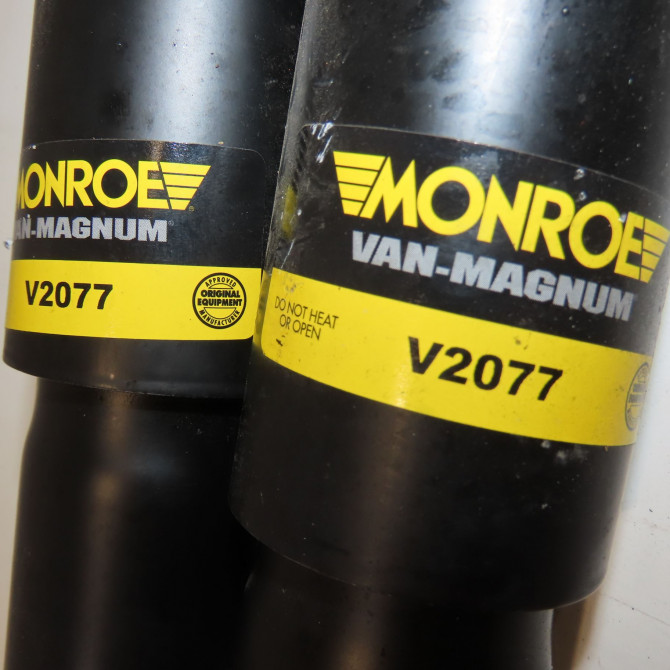 MONROE
VAN-MAGNUM
V2077
APPROVED
ORIGINAL
EQUIPMENT
MANUFACTURER
MONROE
VAN-MAGNUM
DO NOT HEAT
OR OPEN
V2077